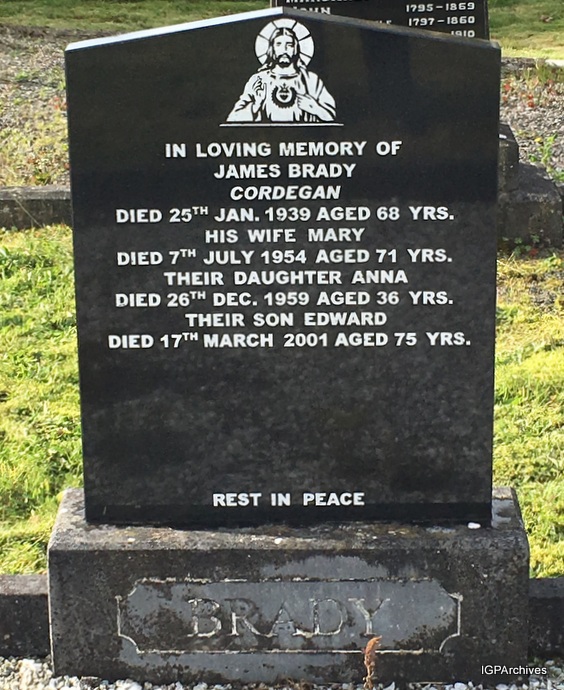 1795-1869
1797-1860
1910
IN LOVING MEMORY OF
JAMES BRADY
CORDEGAN
DIED 25TH JAN. 1939 AGED 68 YRS.
HIS WIFE MARY
DIED 7TH JULY 1954 AGED 71 YRS.
THEIR DAUGHTER ANNA
DIED 26TH DEC. 1959 AGED 36 YRS.
THEIR SON EDWARD
DIED 17TH MARCH 2001 AGED 75 YRS.
REST IN PEACE
BRADY
IGPArchives